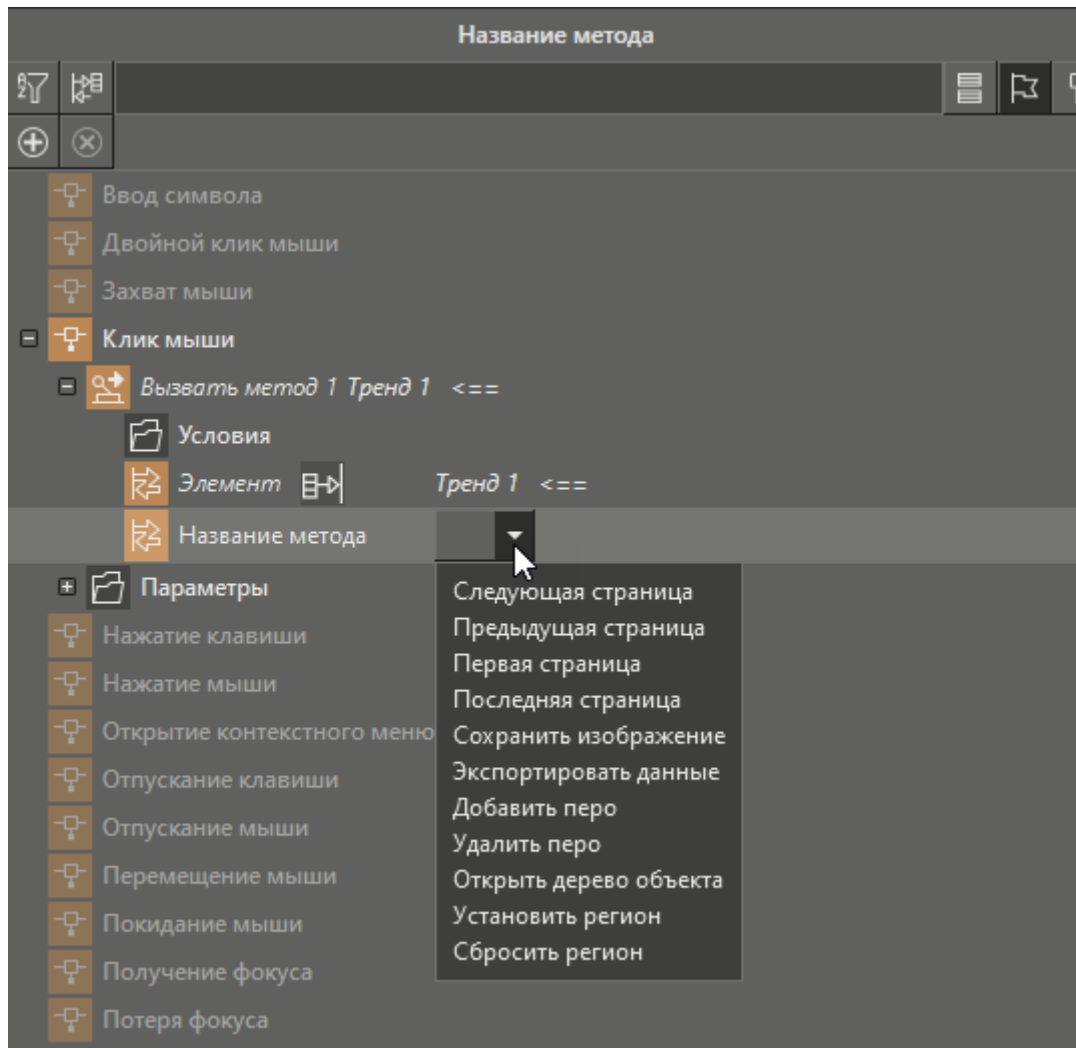 Название метода
Ввод символа
Двойной клик мыши
Захват мыши
Клик мыши
Вызвать метод 1 Тренд 1 <==
Условия
Элемент Тренд 1 <==
Название метода
Следующая страница
Предыдущая страница
Первая страница
Последняя страница
Сохранить изображение
Экспортировать данные
Добавить перо
Удалить перо
Открыть дерево объекта
Установить регион
Сбросить регион
Параметры
Нажатие клавиши
Нажатие мыши
Открытие контекстного меню
Отпускание клавиши
Отпускание мыши
Перемещение мыши
Покидание мыши
Получение фокуса
Потеря фокуса